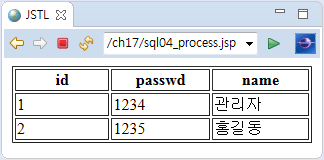 JSTL
/ch17/sql04_process.jsp
id passwd name
1 1234 관리자
2 1235 홍길동